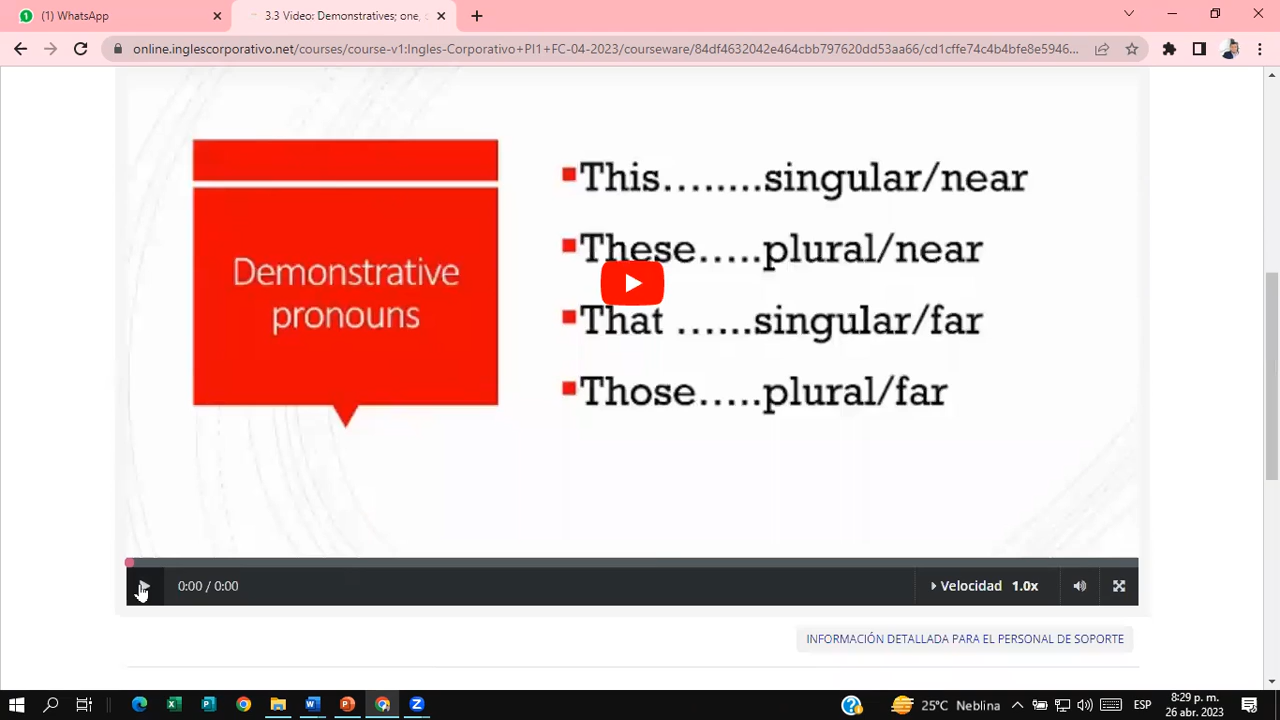 (1) WhatsApp
3.3 Video: Demonstratives; one,
online.inglescorporativo.net/courses/course-v1:Ingles-Corporativo+PI1+FC-04-2023/courseware/84df4632042e464cbb797620dd53aa66/cd1cffe74c4b4bfe8e5946...
Demonstrative
pronouns
This........singular/near
These.....plural/near
That ......singular/far
Those.....plural/far
0:00 / 0:00
Velocidad 1.0x
INFORMACIÓN DETALLADA PARA EL PERSONAL DE SOPORTE
25°C Neblina
ESP
8:29 p. m.
26 abr. 2023